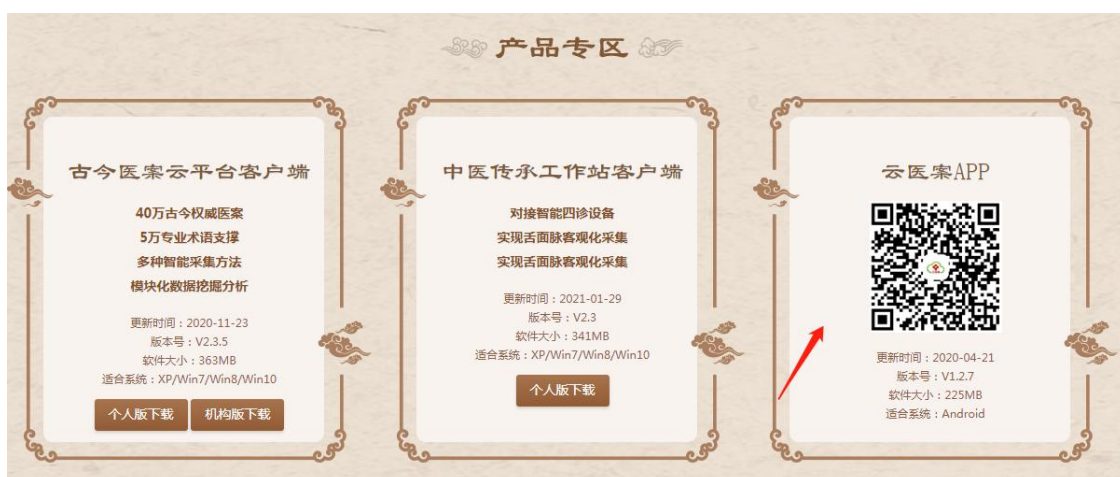 产品专区
古今医案云平台客户端
40万古今权威医案
5万专业术语支撑
多种智能采集方法
模块化数据挖掘分析
更新时间：2020-11-23
版本号：V2.3.5
软件大小：363MB
适合系统：XP/Win7/Win8/Win10
个人版下载
机构版下载
中医传承工作站客户端
对接智能四诊设备
实现舌面脉客观化采集
实现舌面脉客观化采集
更新时间：2021-01-29
版本号：V2.3
软件大小：341MB
适合系统：XP/Win7/Win8/Win10
个人版下载
云医案APP
更新时间：2020-04-21
版本号：V1.2.7
软件大小：225MB
适合系统：Android